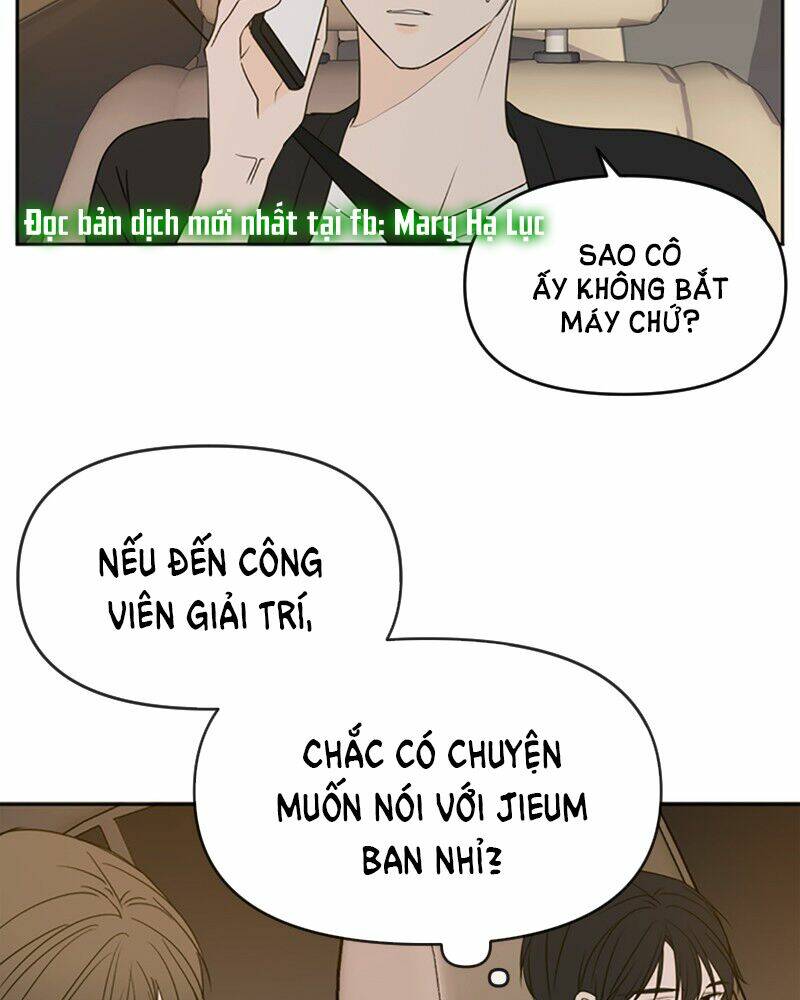 Đọc bản dịch mới nhất tại fb: Mary Hạ Lục
SAO CÔ
ẤY KHÔNG BẮT
MÁY CHỨ?
NẾU ĐẾN CÔNG
VIÊN GIẢI TRÍ,
CHẮC CÓ CHUYỆN
MUỐN NÓI VỚI JIEUM
BAN NHỈ?